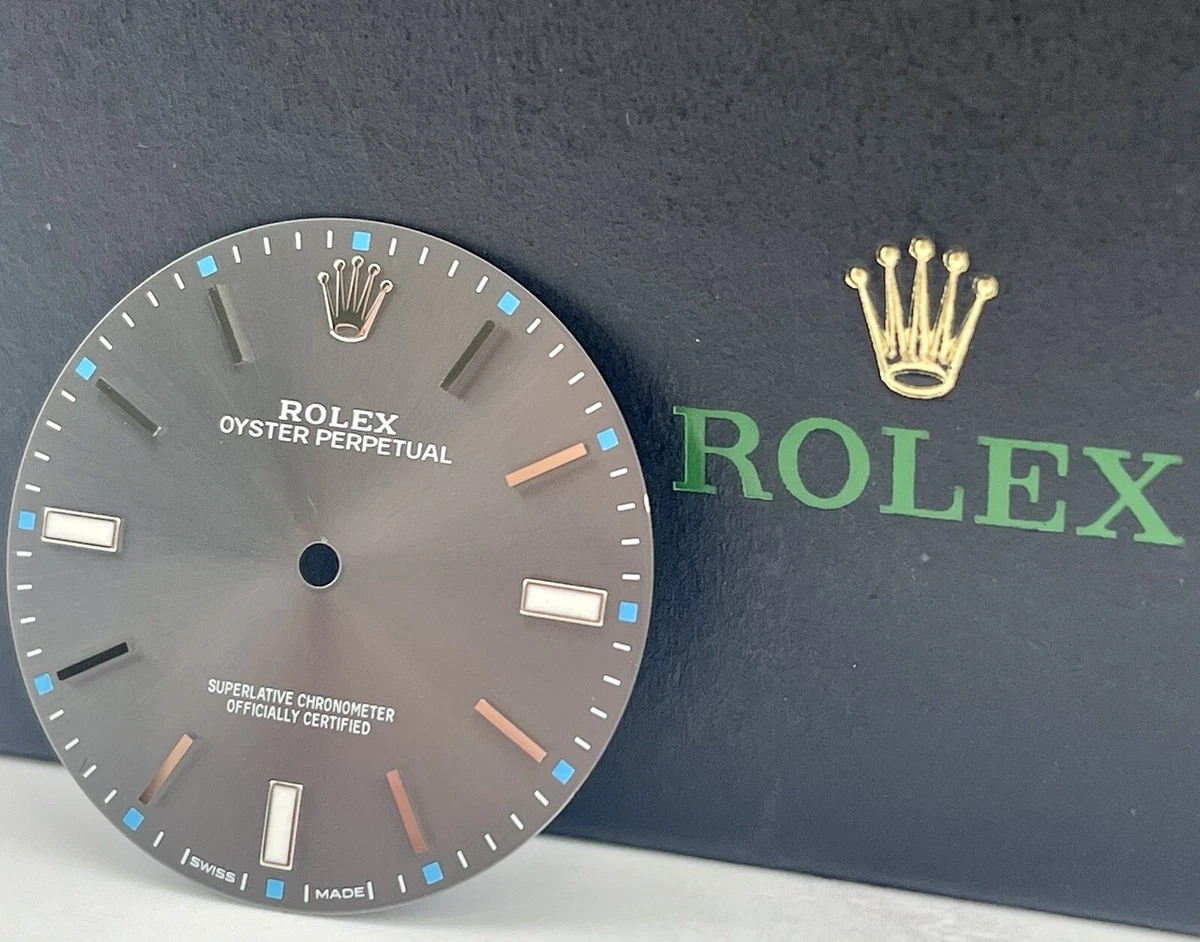 ROLEX
OYSTER PERPETUAL
SUPERLATIVE CHRONOMETER
OFFICIALLY CERTIFIED
SWISS MADE
ROLEX